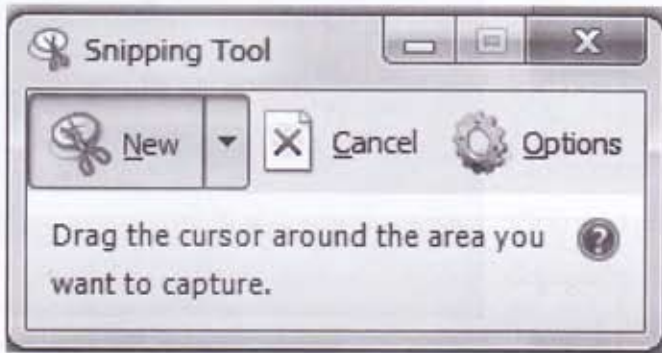 Snipping Tool
New Cancel Options
Drag the cursor around the area you
want to capture.